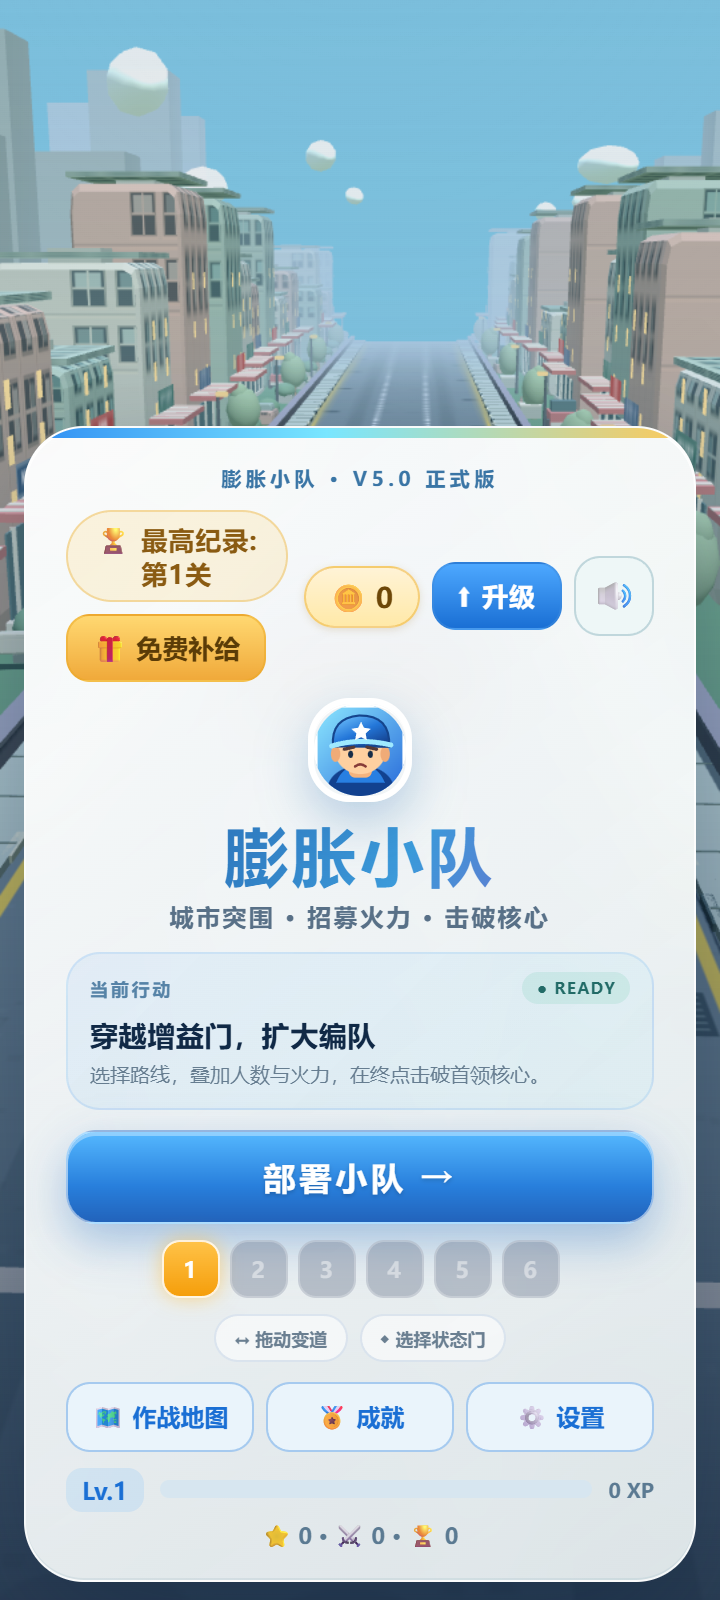 膨胀小队 • V5.0 正式版
🏆 最高纪录:
第1关
0
⬆ 升级
免费补给
膨胀小队
城市突围 • 招募火力 • 击破核心
当前行动
● READY
穿越增益门，扩大编队
选择路线，叠加人数与火力，在终点击破首领核心。
部署小队 →
1 2 3 4 5 6
↔ 拖动变道
◆ 选择状态门
作战地图
成就
设置
Lv.1
0 XP
⭐ 0 • ⚔ 0 • 🏆 0